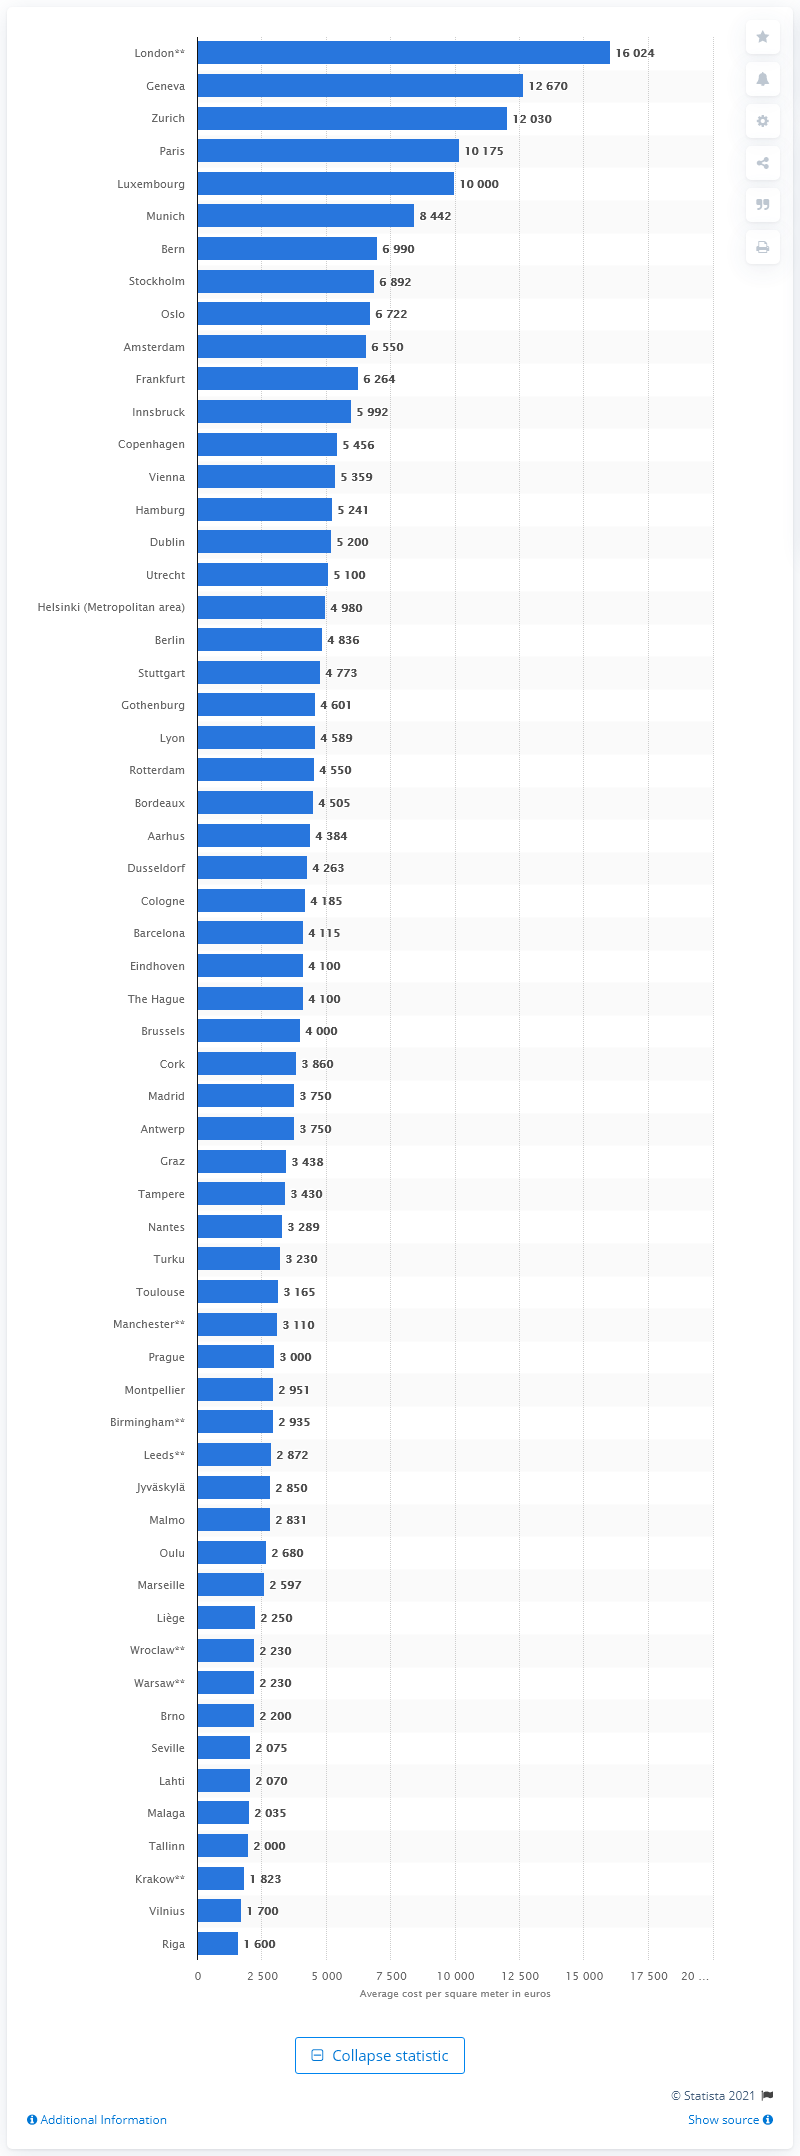 London** 16 024
Geneva 12 670
Zurich 12 030
Paris 10 175
Luxembourg 10 000
Munich 8 442
Bern 6 990
Stockholm 6 892
Oslo 6 722
Amsterdam 6 550
Frankfurt 6 264
Innsbruck 5 992
Copenhagen 5 456
Vienna 5 359
Hamburg 5 241
Dublin 5 200
Utrecht 5 100
Helsinki (Metropolitan area) 4 980
Berlin 4 836
Stuttgart 4 773
Gothenburg 4 601
Lyon 4 589
Rotterdam 4 550
Bordeaux 4 505
Aarhus 4 384
Dusseldorf 4 263
Cologne 4 185
Barcelona 4 115
Eindhoven 4 100
The Hague 4 100
Brussels 4 000
Cork 3 860
Madrid 3 750
Antwerp 3 750
Graz 3 438
Tampere 3 430
Nantes 3 289
Turku 3 230
Toulouse 3 165
Manchester** 3 110
Prague 3 000
Montpellier 2 951
Birmingham** 2 935
Leeds** 2 872
Jyväskylä 2 850
Malmo 2 831
Oulu 2 680
Marseille 2 597
Liège 2 250
Wroclaw** 2 230
Warsaw** 2 230
Brno 2 200
Seville 2 075
Lahti 2 070
Malaga 2 035
Tallinn 2 000
Krakow** 1 823
Vilnius 1 700
Riga 1 600
0 2 500 5 000 7 500 10 000 12 500 15 000 17 500 20 …
Average cost per square meter in euros
Collapse statistic
© Statista 2021
Additional Information Show source